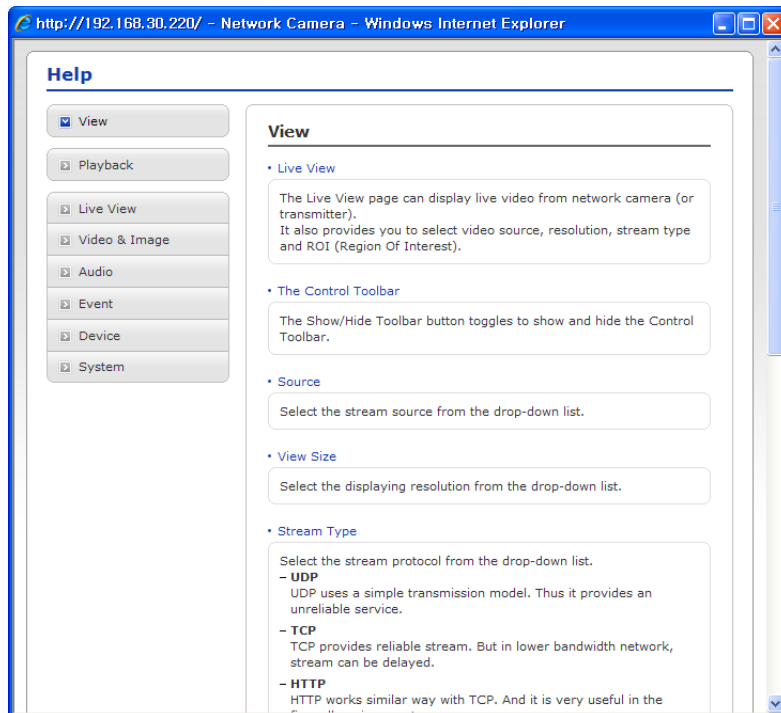 http://192.168.30.220/ - Network Camera - Windows Internet Explorer
Help
View
Playback
Live View
Video & Image
Audio
Event
Device
System
View
• Live View
The Live View page can display live video from network camera (or
transmitter).
It also provides you to select video source, resolution, stream type
and ROI (Region Of Interest).
• The Control Toolbar
The Show/Hide Toolbar button toggles to show and hide the Control
Toolbar.
• Source
Select the stream source from the drop-down list.
• View Size
Select the displaying resolution from the drop-down list.
• Stream Type
Select the stream protocol from the drop-down list.
– UDP
UDP uses a simple transmission model. Thus it provides an
unreliable service.
– TCP
TCP provides reliable stream. But in lower bandwidth network,
stream can be delayed.
– HTTP
HTTP works similar way with TCP. And it is very useful in the